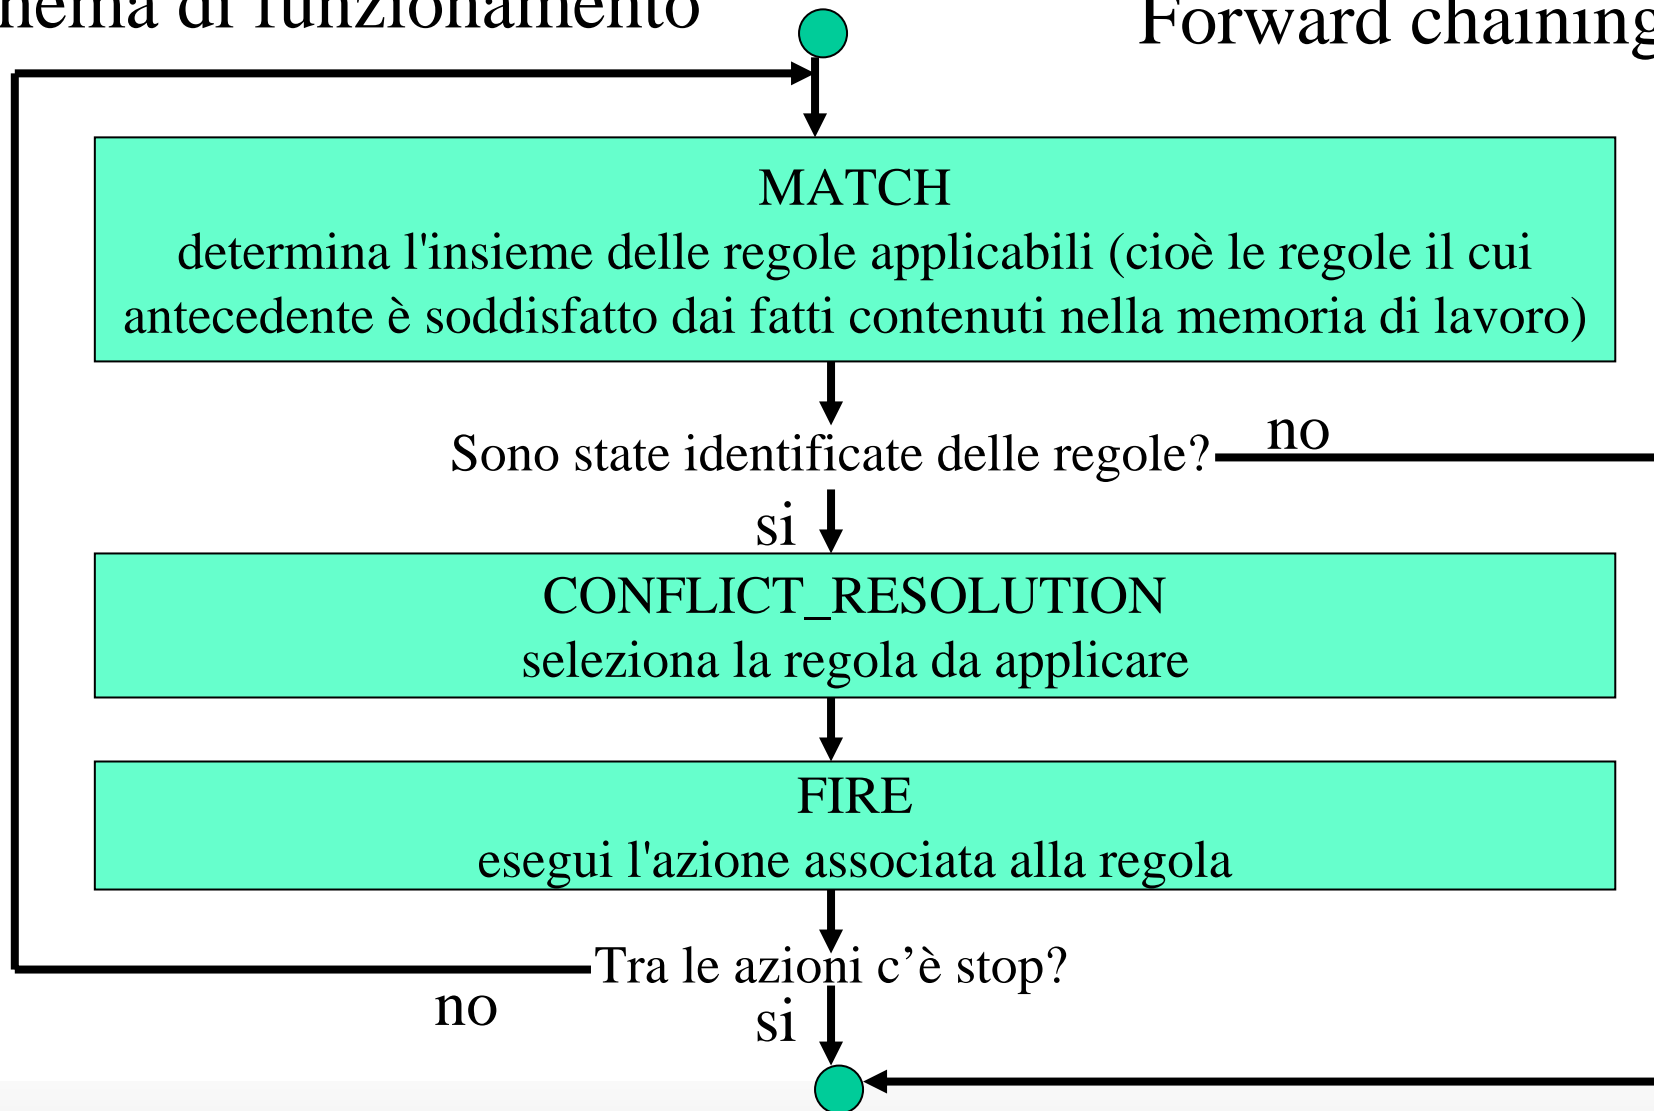 di funzionamento
Forward chaining
MATCH
determina l'insieme delle regole applicabili (cioè le regole il cui
antecedente è soddisfatto dai fatti contenuti nella memoria di lavoro)
Sono state identificate delle regole?
no
si
CONFLICT_RESOLUTION
seleziona la regola da applicare
FIRE
esegui l'azione associata alla regola
Tra le azioni c’è stop?
no
si